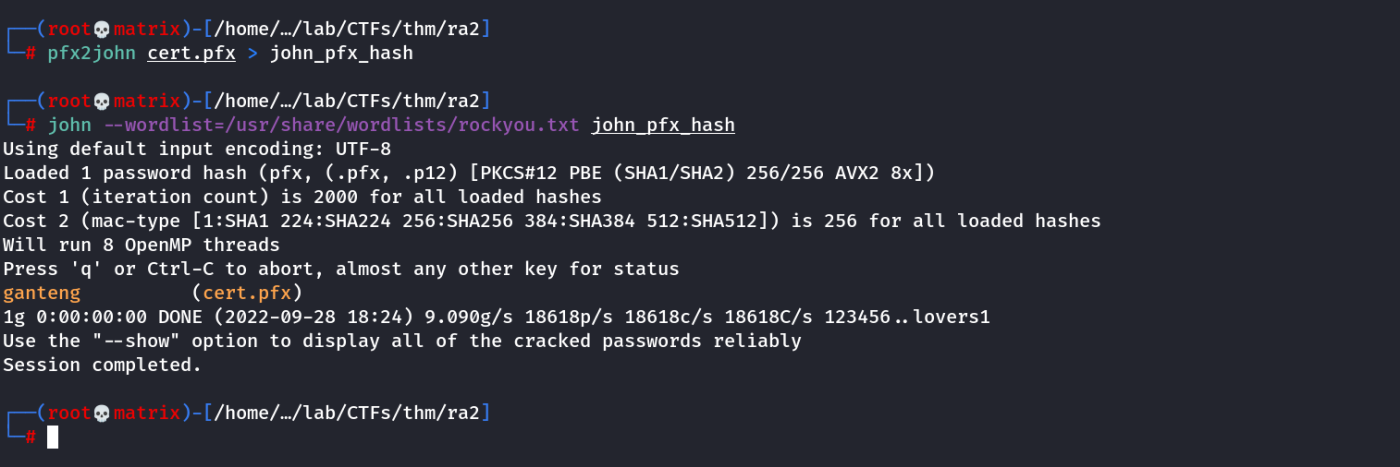 ┌──(root💀matrix)-[/home/…/lab/CTFs/thm/ra2]
└─# pfx2john cert.pfx > john_pfx_hash
┌──(root💀matrix)-[/home/…/lab/CTFs/thm/ra2]
└─# john --wordlist=/usr/share/wordlists/rockyou.txt john_pfx_hash
Using default input encoding: UTF-8
Loaded 1 password hash (pfx, (.pfx, .p12) [PKCS#12 PBE (SHA1/SHA2) 256/256 AVX2 8x])
Cost 1 (iteration count) is 2000 for all loaded hashes
Cost 2 (mac-type [1:SHA1 224:SHA224 256:SHA256 384:SHA384 512:SHA512]) is 256 for all loaded hashes
Will run 8 OpenMP threads
Press 'q' or Ctrl-C to abort, almost any other key for status
ganteng          (cert.pfx)
1g 0:00:00:00 DONE (2022-09-28 18:24) 9.090g/s 18618p/s 18618c/s 18618C/s 123456..lovers1
Use the "--show" option to display all of the cracked passwords reliably
Session completed.
┌──(root💀matrix)-[/home/…/lab/CTFs/thm/ra2]
└─#